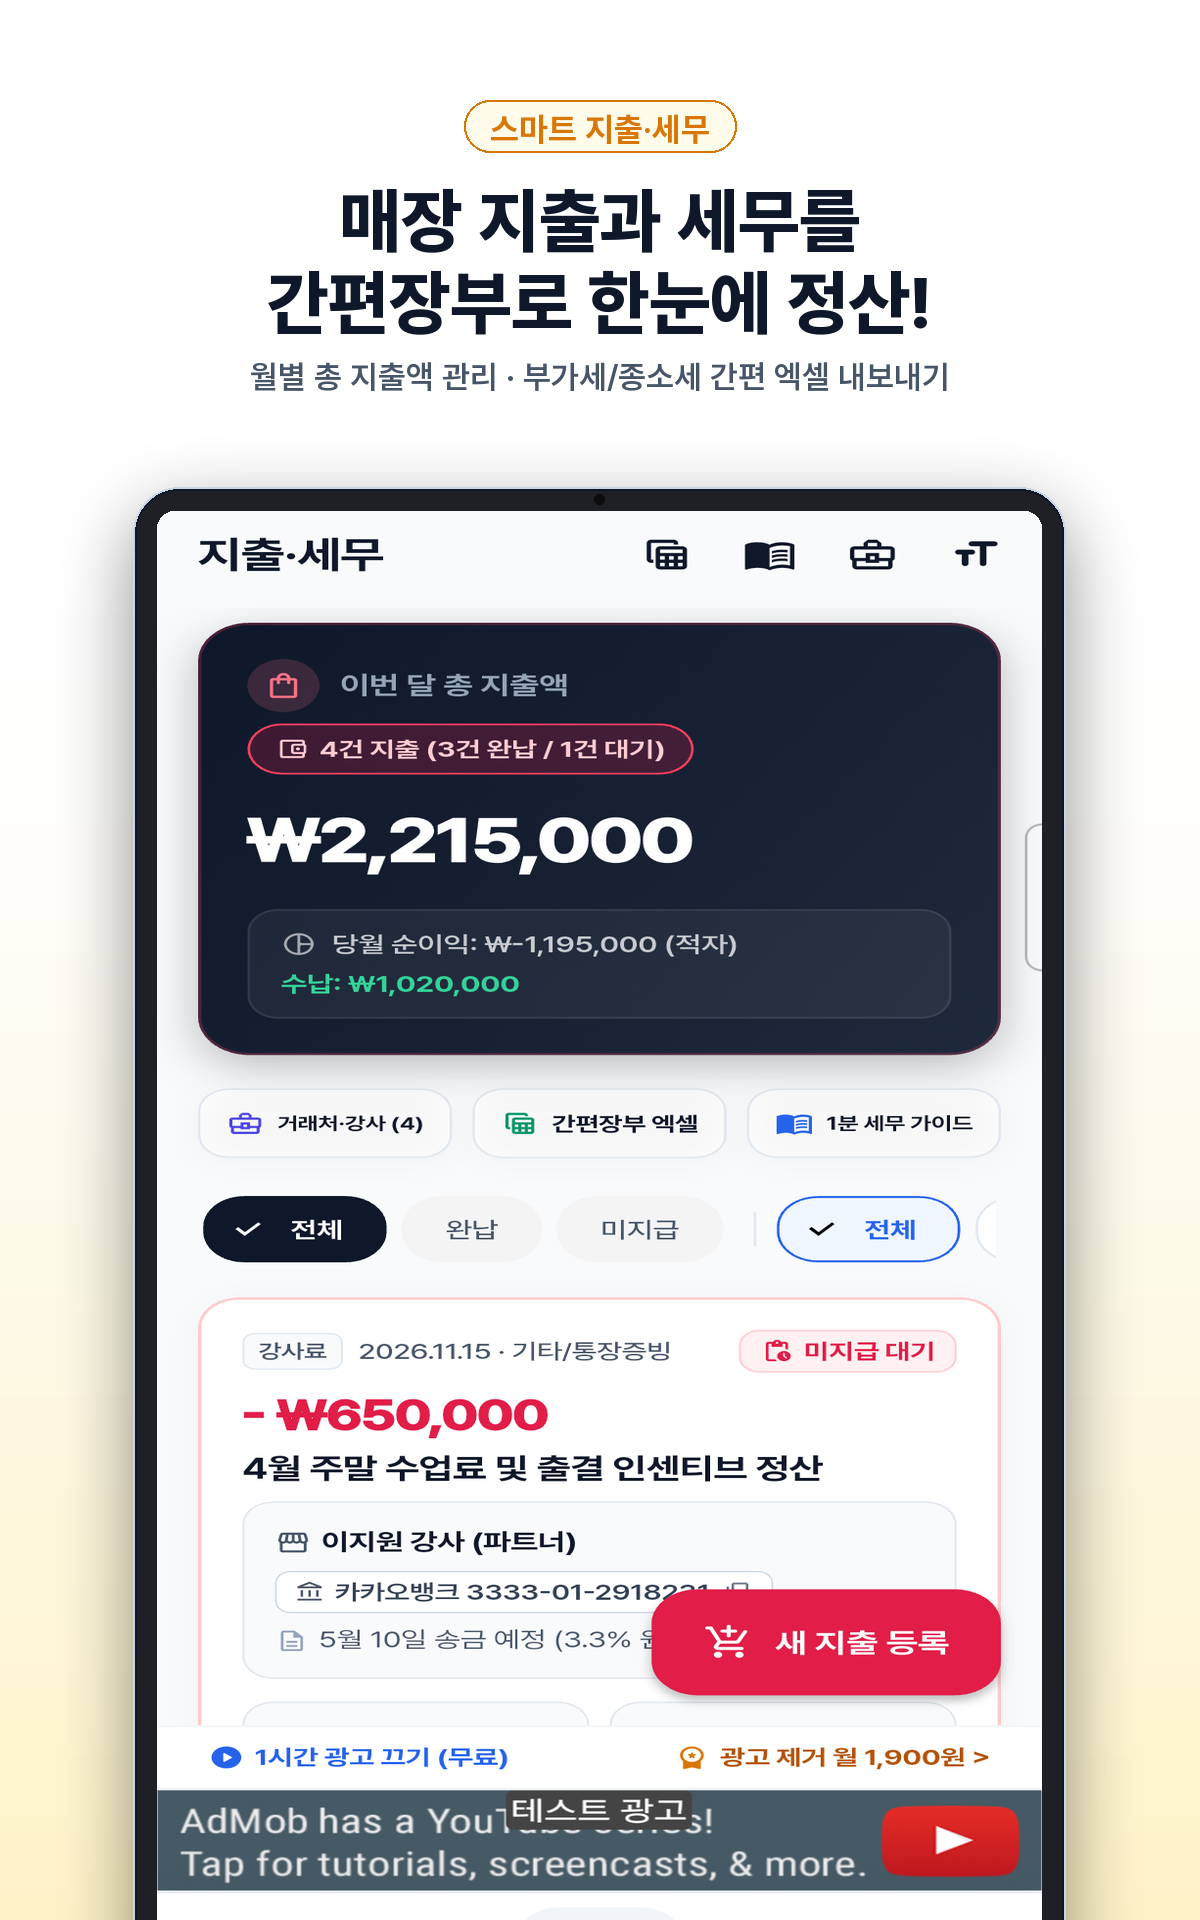 스마트 지출·세무
매장 지출과 세무를
간편장부로 한눈에 정산!
월별 총 지출액 관리 · 부가세/종소세 간편 엑셀 내보내기
지출·세무
이번 달 총 지출액
4건 지출 (3건 완납 / 1건 대기)
₩2,215,000
당월 순이익: ₩-1,195,000 (적자)
수납: ₩1,020,000
거래처·강사 (4)
간편장부 엑셀
1분 세무 가이드
전체
완납
미지급
전체
강사료
2026.11.15 · 기타/통장증빙
미지급 대기
- ₩650,000
4월 주말 수업료 및 출결 인센티브 정산
이지원 강사 (파트너)
카카오뱅크 3333-01-2918231
5월 10일 송금 예정 (3.3%
새 지출 등록
1시간 광고 끄기 (무료)
광고 제거 월 1,900원 >
테스트 광고
AdMob has a YouTube series!
Tap for tutorials, screencasts, & more.